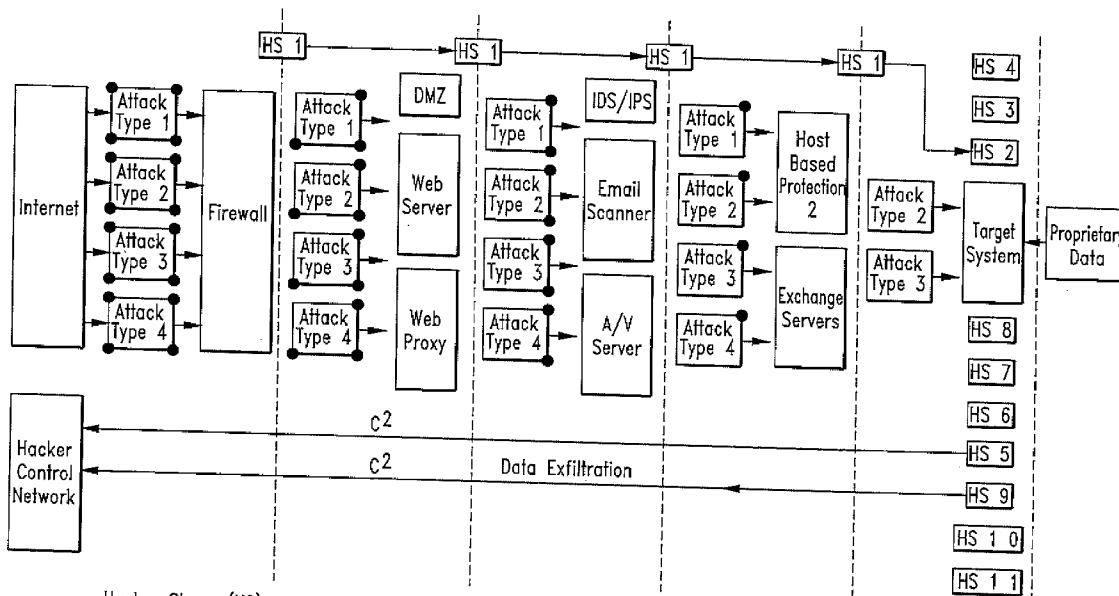 HS 1
HS 1
HS 1
HS 1
HS 4
HS 3
HS 2
Internet
Attack
Type 1
Attack
Type 2
Attack
Type 3
Attack
Type 4
Firewall
Attack
Type 1
Attack
Type 2
Attack
Type 3
Attack
Type 4
DMZ
Web
Server
Web
Proxy
Attack
Type 1
Attack
Type 2
Attack
Type 3
Attack
Type 4
IDS/IPS
Email
Scanner
A/V
Server
Attack
Type 1
Attack
Type 2
Attack
Type 3
Attack
Type 4
Host
Based
Protection
2
Exchange
Servers
Attack
Type 2
Attack
Type 3
Target
System
Proprietary
Data
HS 8
HS 7
HS 6
HS 5
HS 9
HS 1 0
HS 1 1
Hacker
Control
Network
C2
C2 Data Exfiltration